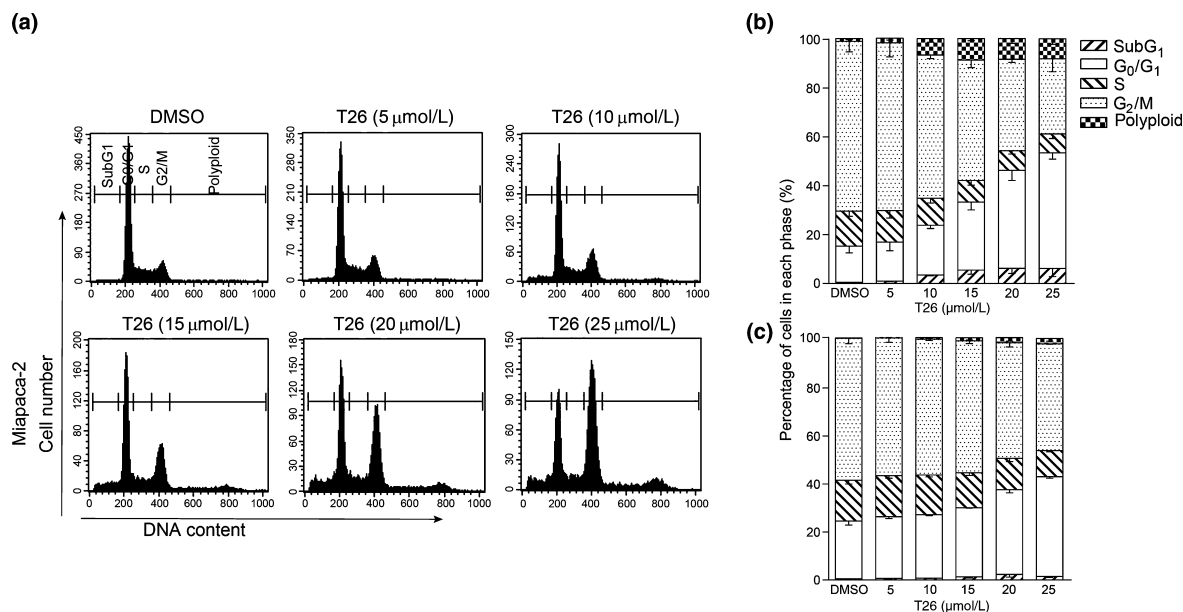 (a)
DMSO
T26 (5 μmol/L)
T26 (10 μmol/L)
450
360
270
180
90
0
SubG1
G0/G1
S
G2/M
Polyploid
0 200 400 600 800 1000
350
280
210
140
70
0
0 200 400 600 800 1000
300
240
180
120
60
0
0 200 400 600 800 1000
T26 (15 μmol/L)
T26 (20 μmol/L)
T26 (25 μmol/L)
200
160
120
80
40
0
0 200 400 600 800 1000
180
144
108
72
36
0
0 200 400 600 800 1000
150
120
90
60
30
0
0 200 400 600 800 1000
Miapaca-2
Cell number
DNA content
(b)
100
80
60
40
20
0
DMSO 5 10 15 20 25
T26 (μmol/L)
SubG1
G0/G1
S
G2/M
Polyploid
Percentage of cells in each phase (%)
(c)
100
80
60
40
20
0
DMSO 5 10 15 20 25
T26 (μmol/L)